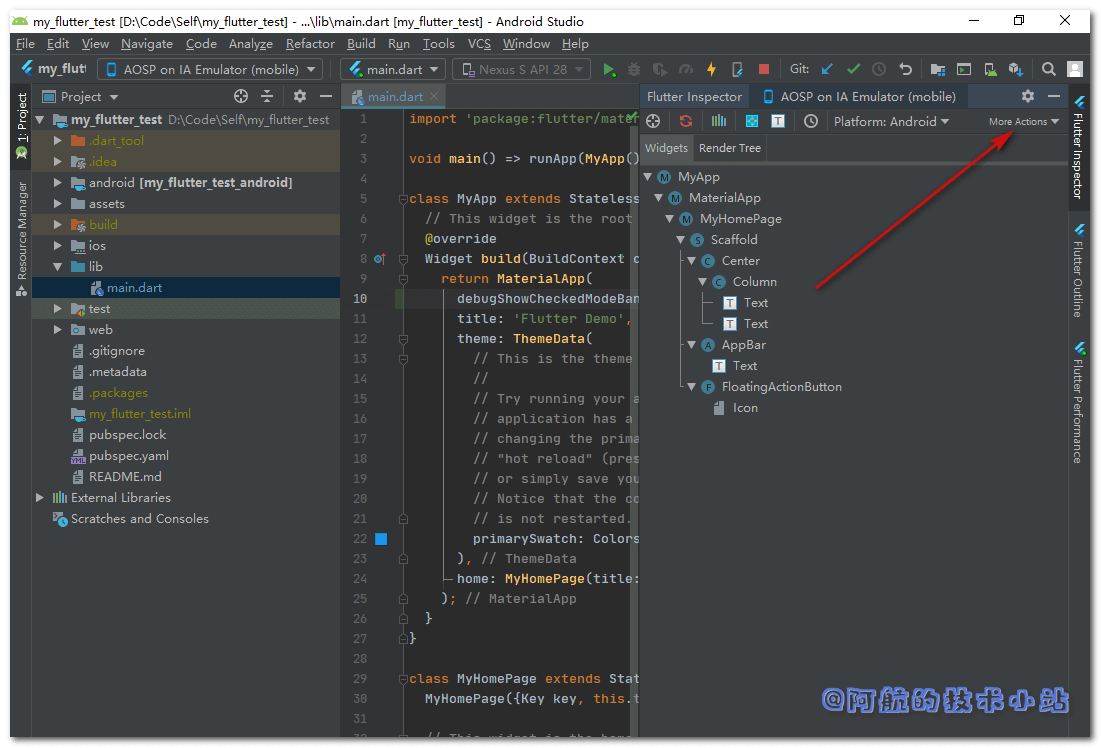 my_flutter_test [D:\Code\Self\my_flutter_test] - ...\lib\main.dart [my_flutter_test] - Android Studio
File Edit View Navigate Code Analyze Refactor Build Run Tools VCS Window Help
my_flutt AOSP on IA Emulator (mobile) main.dart Nexus S API 28 Git:
1: Project
Resource Manager
Project
my_flutter_test D:\Code\Self\my_flutter_test
.dart_tool
.idea
android [my_flutter_test_android]
assets
build
ios
lib
main.dart
test
web
.gitignore
.metadata
.packages
my_flutter_test.iml
pubspec.lock
pubspec.yaml
README.md
External Libraries
Scratches and Consoles
main.dart
1 import 'package:flutter/mater
2
3 void main() => runApp(MyApp()
4
5 class MyApp extends Stateless
6 // This widget is the root
7 @override
8 Widget build(BuildContext c
9 return MaterialApp(
10 debugShowCheckedModeBan
11 title: 'Flutter Demo',
12 theme: ThemeData(
13 // This is the theme
14 //
15 // Try running your a
16 // application has a
17 // changing the prima
18 // "hot reload" (pres
19 // or simply save you
20 // Notice that the co
21 // is not restarted.
22 primarySwatch: Colors
23 ), // ThemeData
24 home: MyHomePage(title:
25 ); // MaterialApp
26 }
27 }
28
29 class MyHomePage extends Stat
30 MyHomePage({Key key, this.t
31
Flutter Inspector AOSP on IA Emulator (mobile)
Platform: Android More Actions
Widgets Render Tree
M MyApp
M MaterialApp
M MyHomePage
S Scaffold
C Center
C Column
T Text
T Text
A AppBar
T Text
F FloatingActionButton
Icon
Flutter Inspector
Flutter Outline
Flutter Performance
@阿航的技术小站